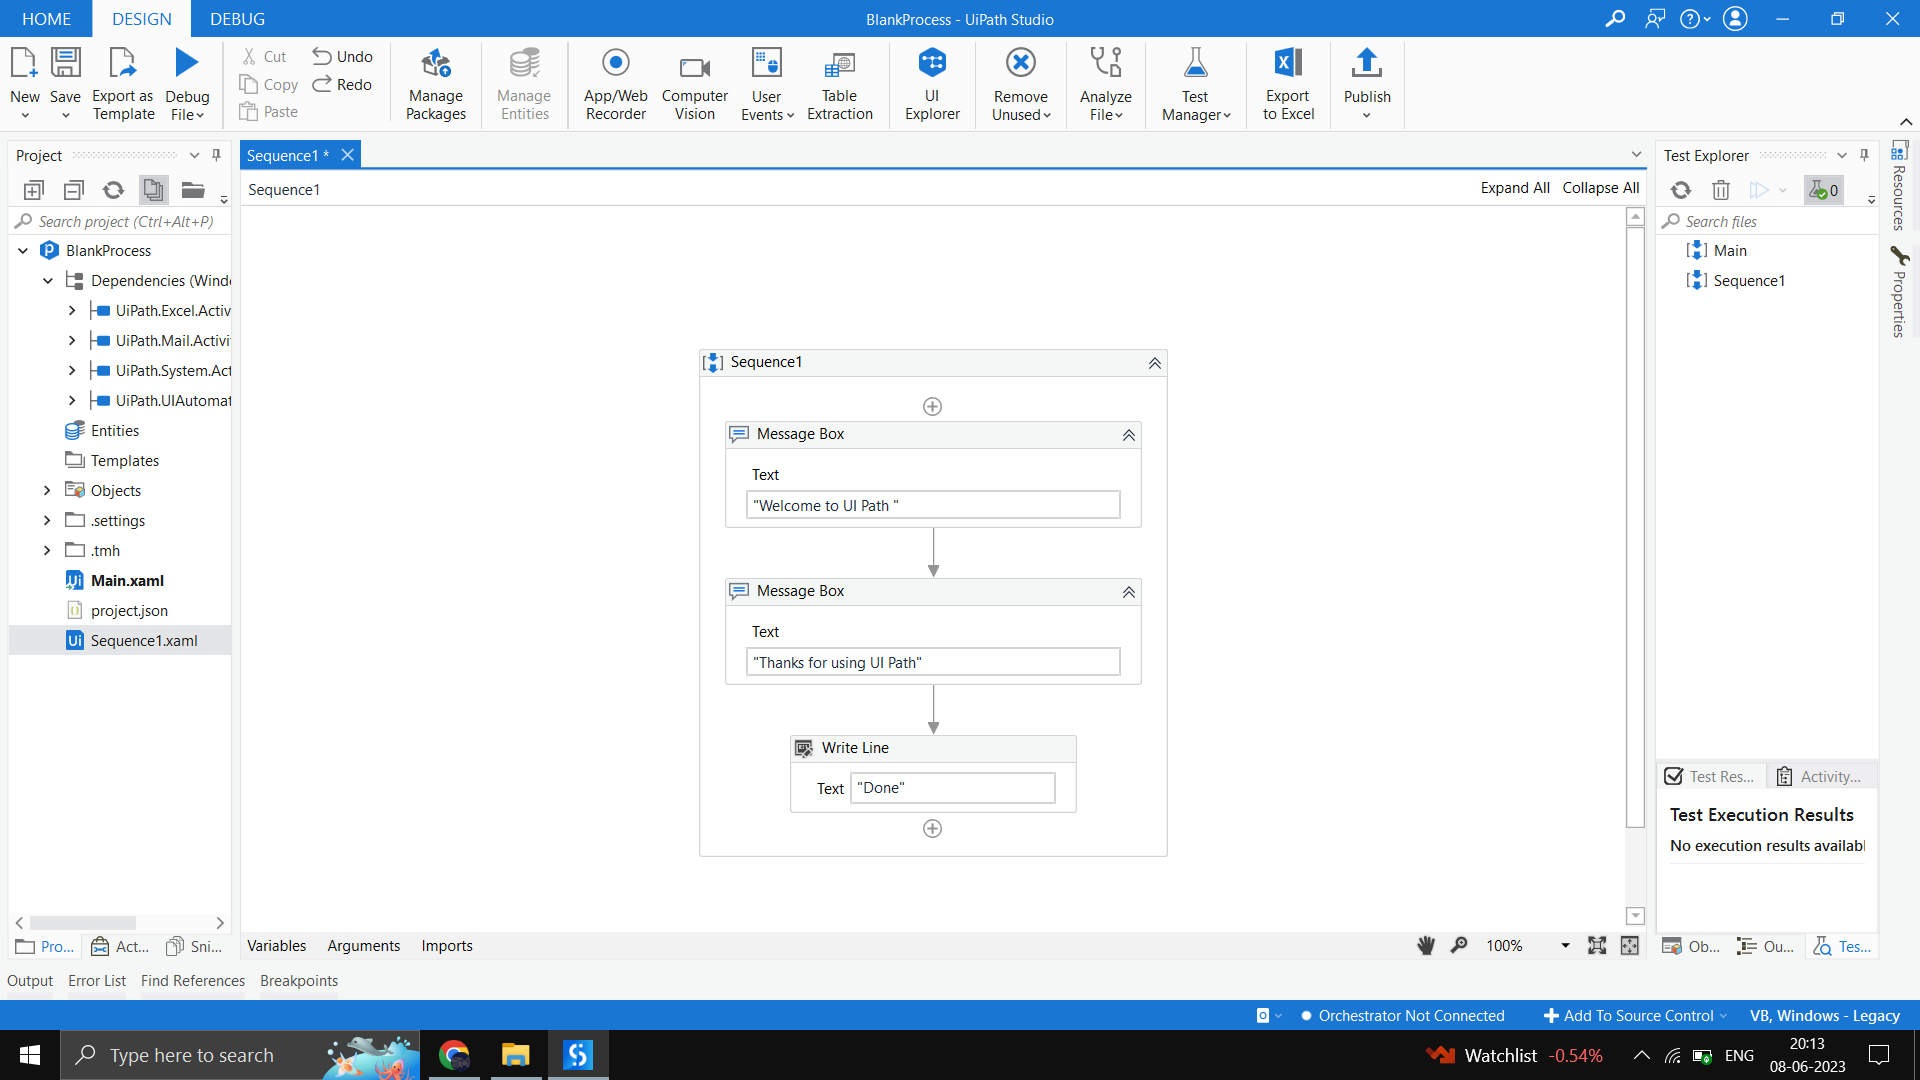 HOME DESIGN DEBUG BlankProcess - UiPath Studio
New Save Export as Template Debug File Cut Copy Paste Undo Redo Manage Packages Manage Entities App/Web Recorder Computer Vision User Events Table Extraction UI Explorer Remove Unused Analyze File Test Manager Export to Excel Publish
Project
Search project (Ctrl+Alt+P)
BlankProcess
Dependencies (Wind
UiPath.Excel.Activ
UiPath.Mail.Activi
UiPath.System.Act
UiPath.UIAutomat
Entities
Templates
Objects
.settings
.tmh
Main.xaml
project.json
Sequence1.xaml
Pro... Act... Sni...
Sequence1 *
Sequence1 Expand All Collapse All
Sequence1
Message Box
Text
"Welcome to UI Path "
Message Box
Text
"Thanks for using UI Path"
Write Line
Text "Done"
Variables Arguments Imports 100%
Test Explorer
0
Search files
Main
Sequence1
Test Res... Activity...
Test Execution Results
No execution results availabl
Ob... Ou... Tes...
Resources
Properties
Output Error List Find References Breakpoints
Orchestrator Not Connected Add To Source Control VB, Windows - Legacy
Type here to search Watchlist -0.54% ENG 20:13
08-06-2023